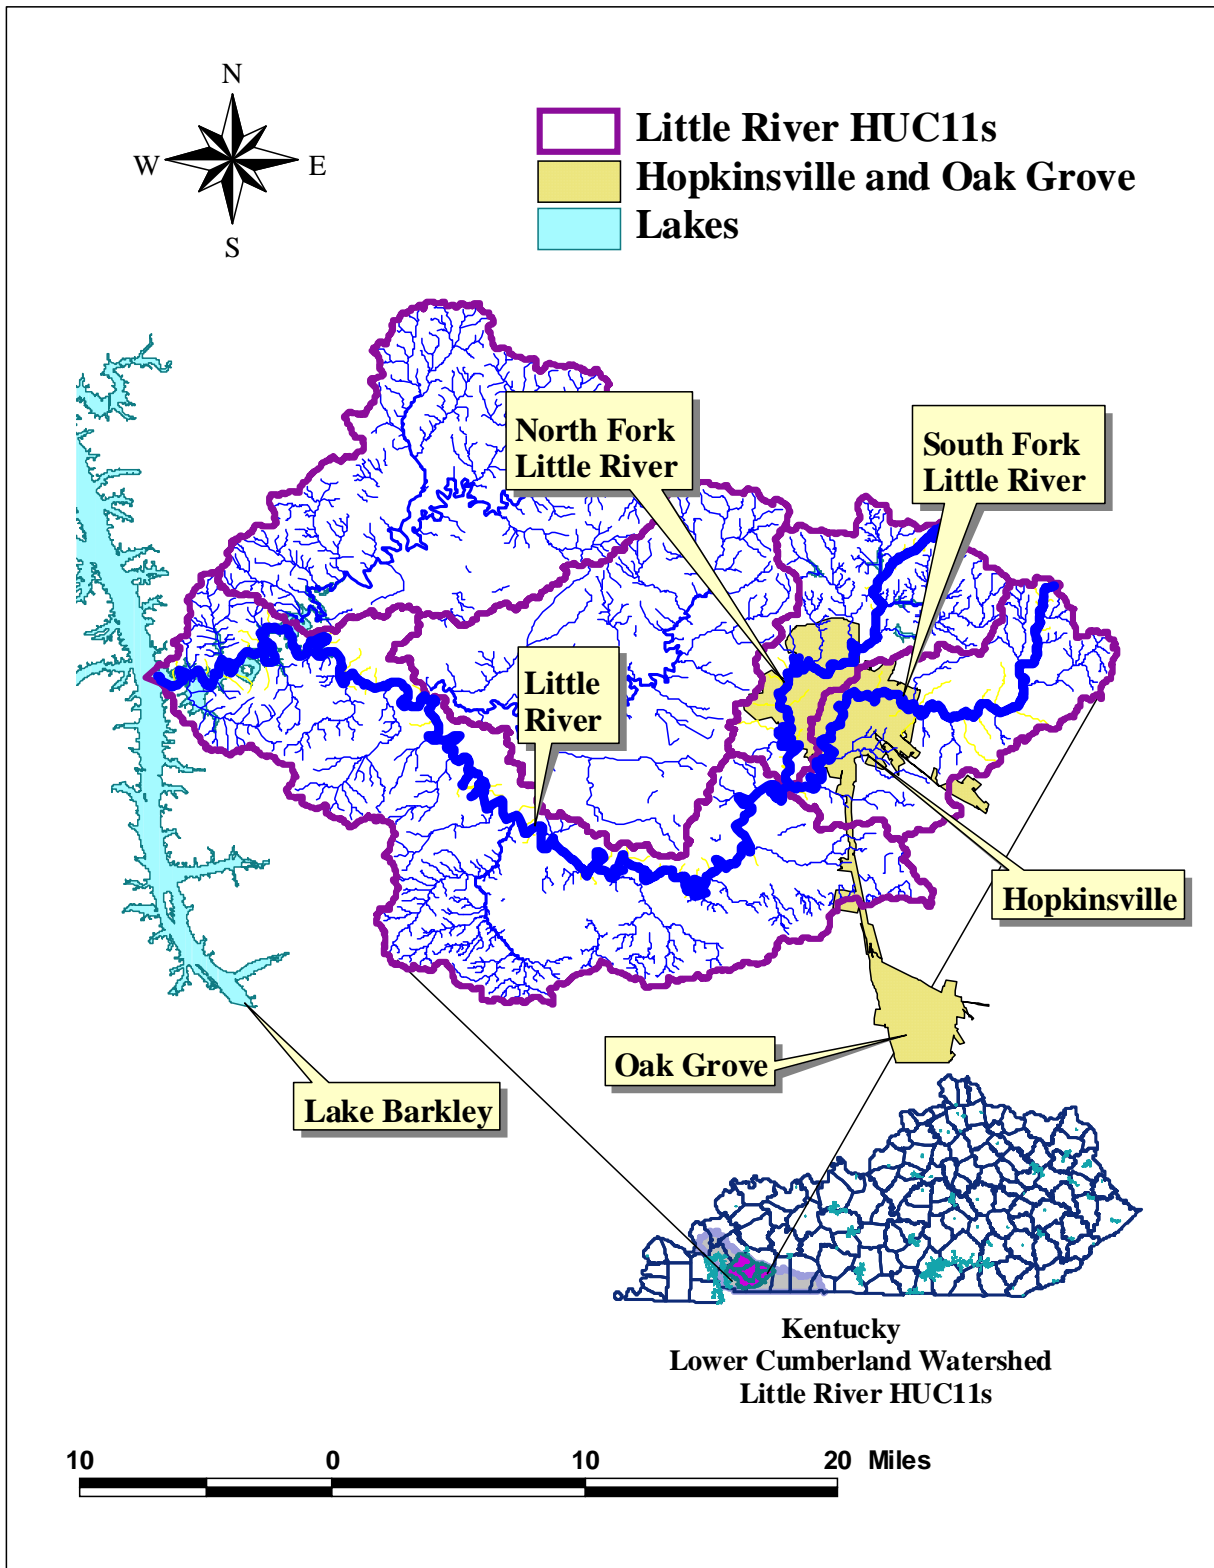 N
W
E
S
Little River HUC11s
Hopkinsville and Oak Grove
Lakes
North Fork
Little River
South Fork
Little River
Little
River
Hopkinsville
Oak Grove
Lake Barkley
Kentucky
Lower Cumberland Watershed
Little River HUC11s
10 0 10 20 Miles